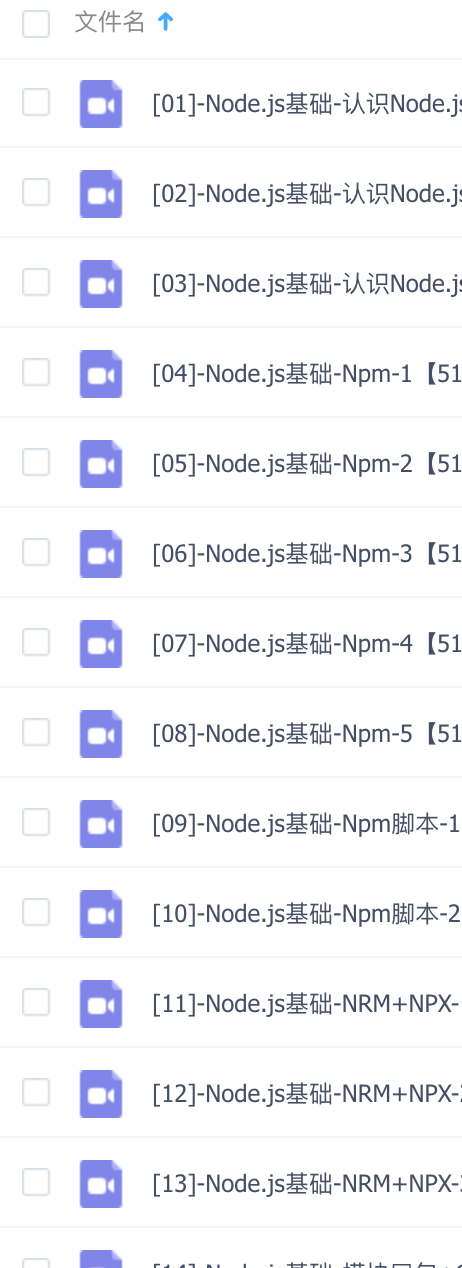 文件名
[01]-Node.js基础-认识Node.js
[02]-Node.js基础-认识Node.js
[03]-Node.js基础-认识Node.js
[04]-Node.js基础-Npm-1【51
[05]-Node.js基础-Npm-2【51
[06]-Node.js基础-Npm-3【51
[07]-Node.js基础-Npm-4【51
[08]-Node.js基础-Npm-5【51
[09]-Node.js基础-Npm脚本-1
[10]-Node.js基础-Npm脚本-2
[11]-Node.js基础-NRM+NPX-
[12]-Node.js基础-NRM+NPX-
[13]-Node.js基础-NRM+NPX-